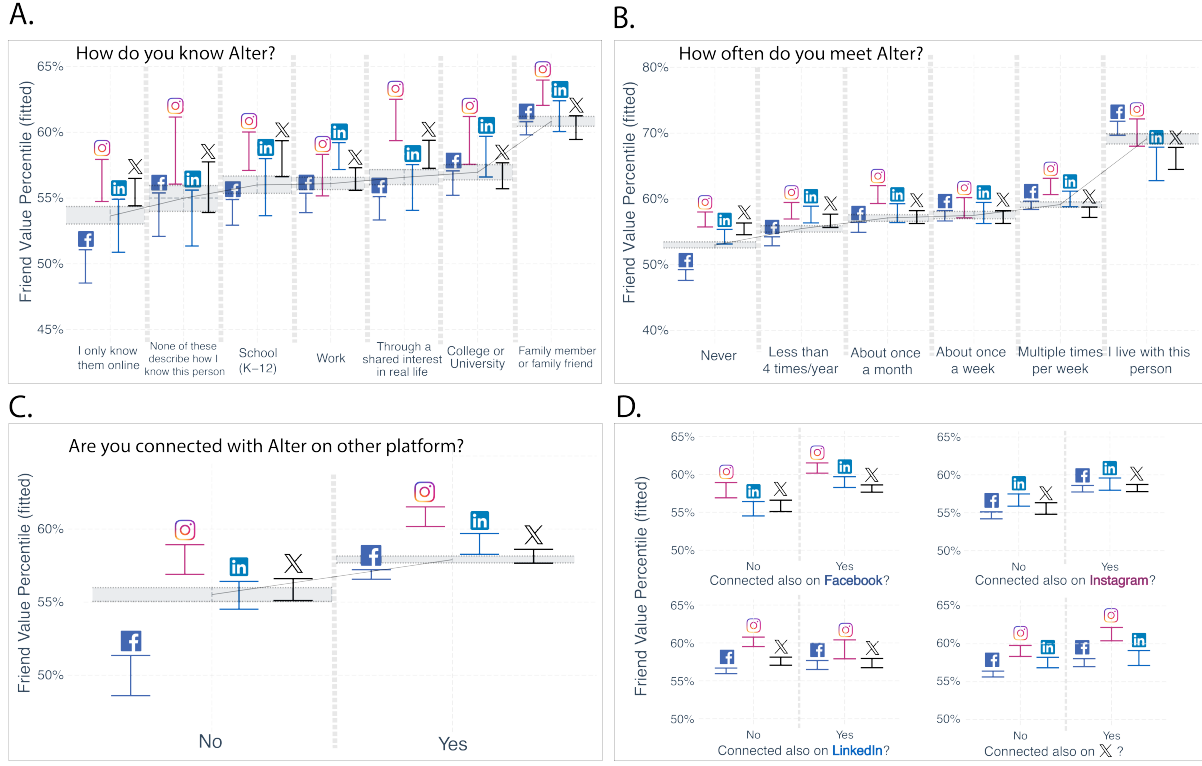 A.
How do you know Alter?
Friend Value Percentile (fitted)
65%
60%
55%
45%
I only know
them online
None of these
describe how I
know this person
School
(K–12)
Work
Through a
shared interest
in real life
College or
University
Family member
or family friend
B.
How often do you meet Alter?
Friend Value Percentile (fitted)
70%
60%
50%
40%
Never
Less than
4 times/year
About once
a month
About once
a week
Multiple times
per week
I live with this
person
C.
Are you connected with Alter on other platform?
Friend Value Percentile (fitted)
60%
55%
50%
No
Yes
D.
Friend Value Percentile (fitted)
65%
60%
55%
50%
No
Yes
Connected also on Facebook?
65%
60%
55%
50%
No
Yes
Connected also on Instagram?
65%
60%
55%
50%
No
Yes
Connected also on LinkedIn?
65%
60%
55%
50%
No
Yes
Connected also on X ?